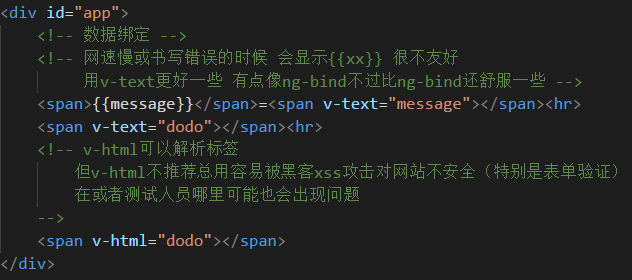 <div id="app">
<!-- 数据绑定 -->
<!-- 网速慢或书写错误的时候 会显示{{xx}} 很不友好
用v-text更好一些 有点像ng-bind不过比ng-bind还舒服一些 -->
<span>{{message}}</span>=<span v-text="message"></span><hr>
<span v-text="dodo"></span><hr>
<!-- v-html可以解析标签
但v-html不推荐总用容易被黑客xss攻击对网站不安全（特别是表单验证）
在或者测试人员哪里可能也会出现问题
-->
<span v-html="dodo"></span>
</div>